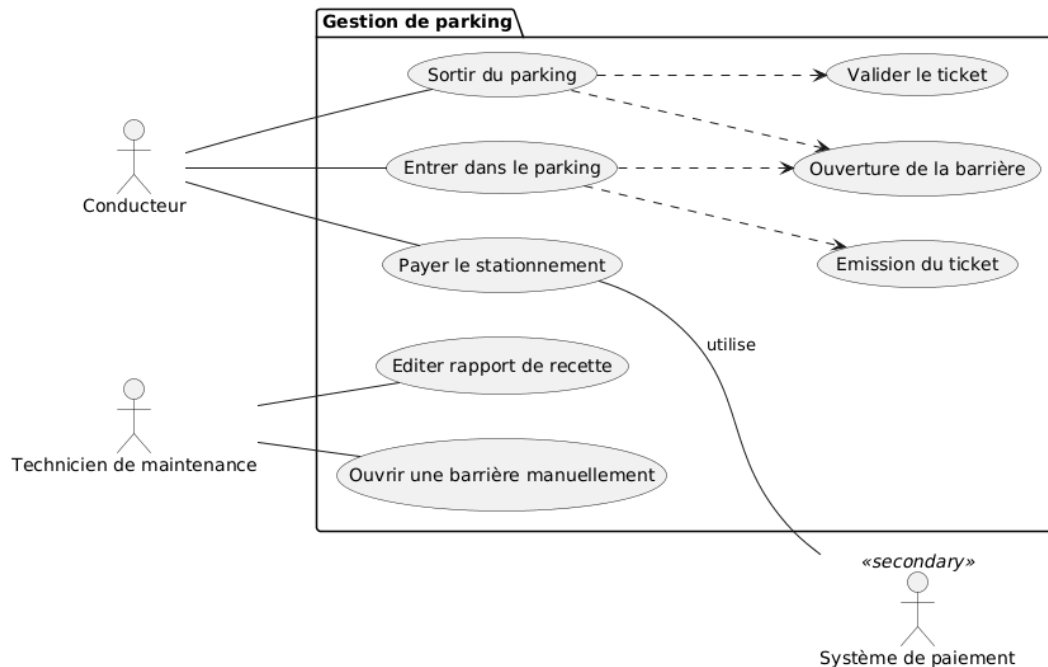 Gestion de parking
Sortir du parking
Valider le ticket
Conducteur
Entrer dans le parking
Ouverture de la barrière
Payer le stationnement
Emission du ticket
utilise
Editer rapport de recette
Technicien de maintenance
Ouvrir une barrière manuellement
«secondary»
Système de paiement